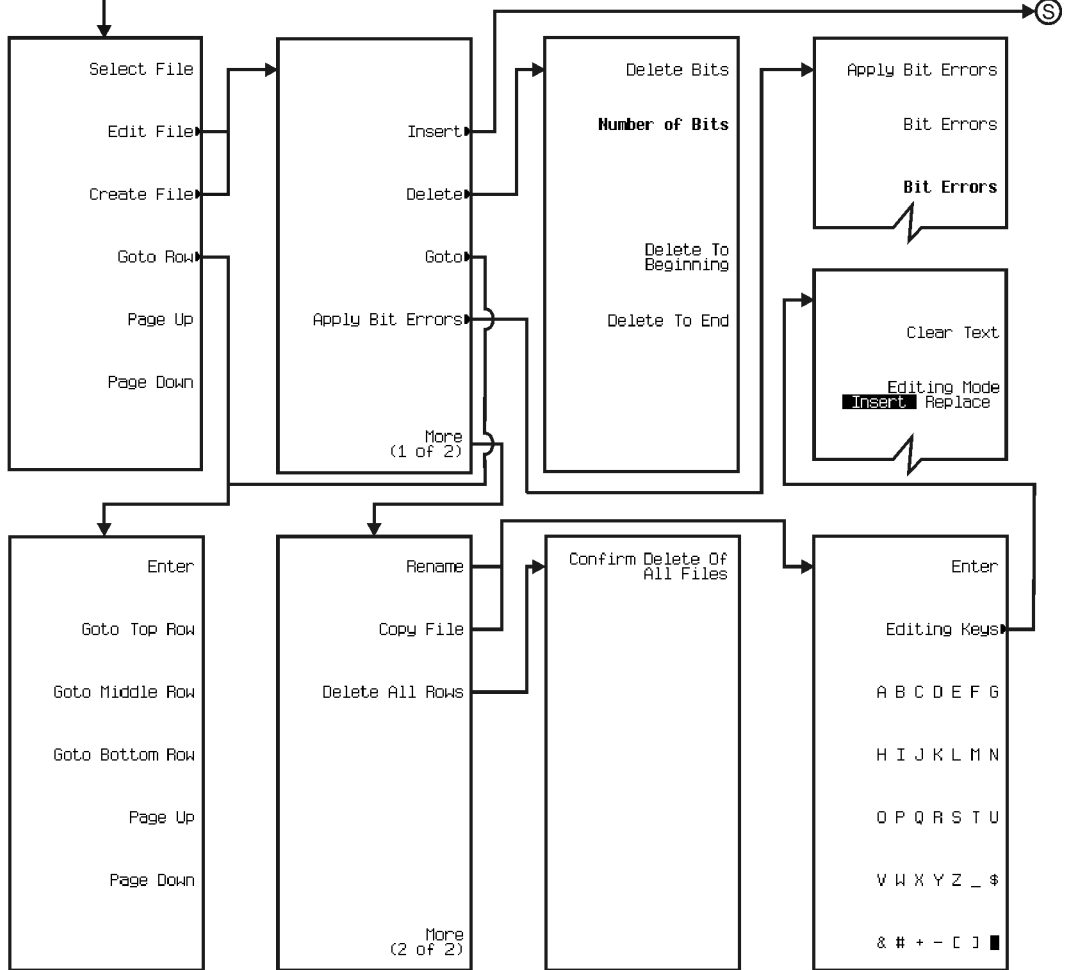 S
Select File
Edit File
Create File
Goto Row
Page Up
Page Down
Insert
Delete
Goto
Apply Bit Errors
More
(1 of 2)
Delete Bits
Number of Bits
Delete To
Beginning
Delete To End
Apply Bit Errors
Bit Errors
Bit Errors
Clear Text
Editing Mode
Insert Replace
Enter
Goto Top Row
Goto Middle Row
Goto Bottom Row
Page Up
Page Down
Rename
Copy File
Delete All Rows
More
(2 of 2)
Confirm Delete Of
All Files
Enter
Editing Keys
A B C D E F G
H I J K L M N
O P Q R S T U
V W X Y Z _ $
& # + - [ ] █